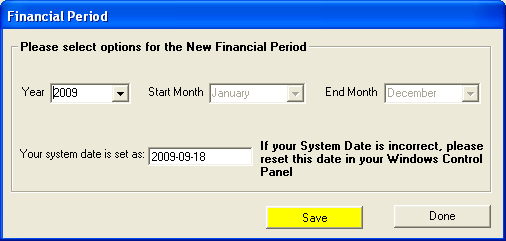 Financial Period
Please select options for the New Financial Period
Year 2009 Start Month January End Month December
Your system date is set as: 2009-09-18
If your System Date is incorrect, please
reset this date in your Windows Control
Panel
Save Done